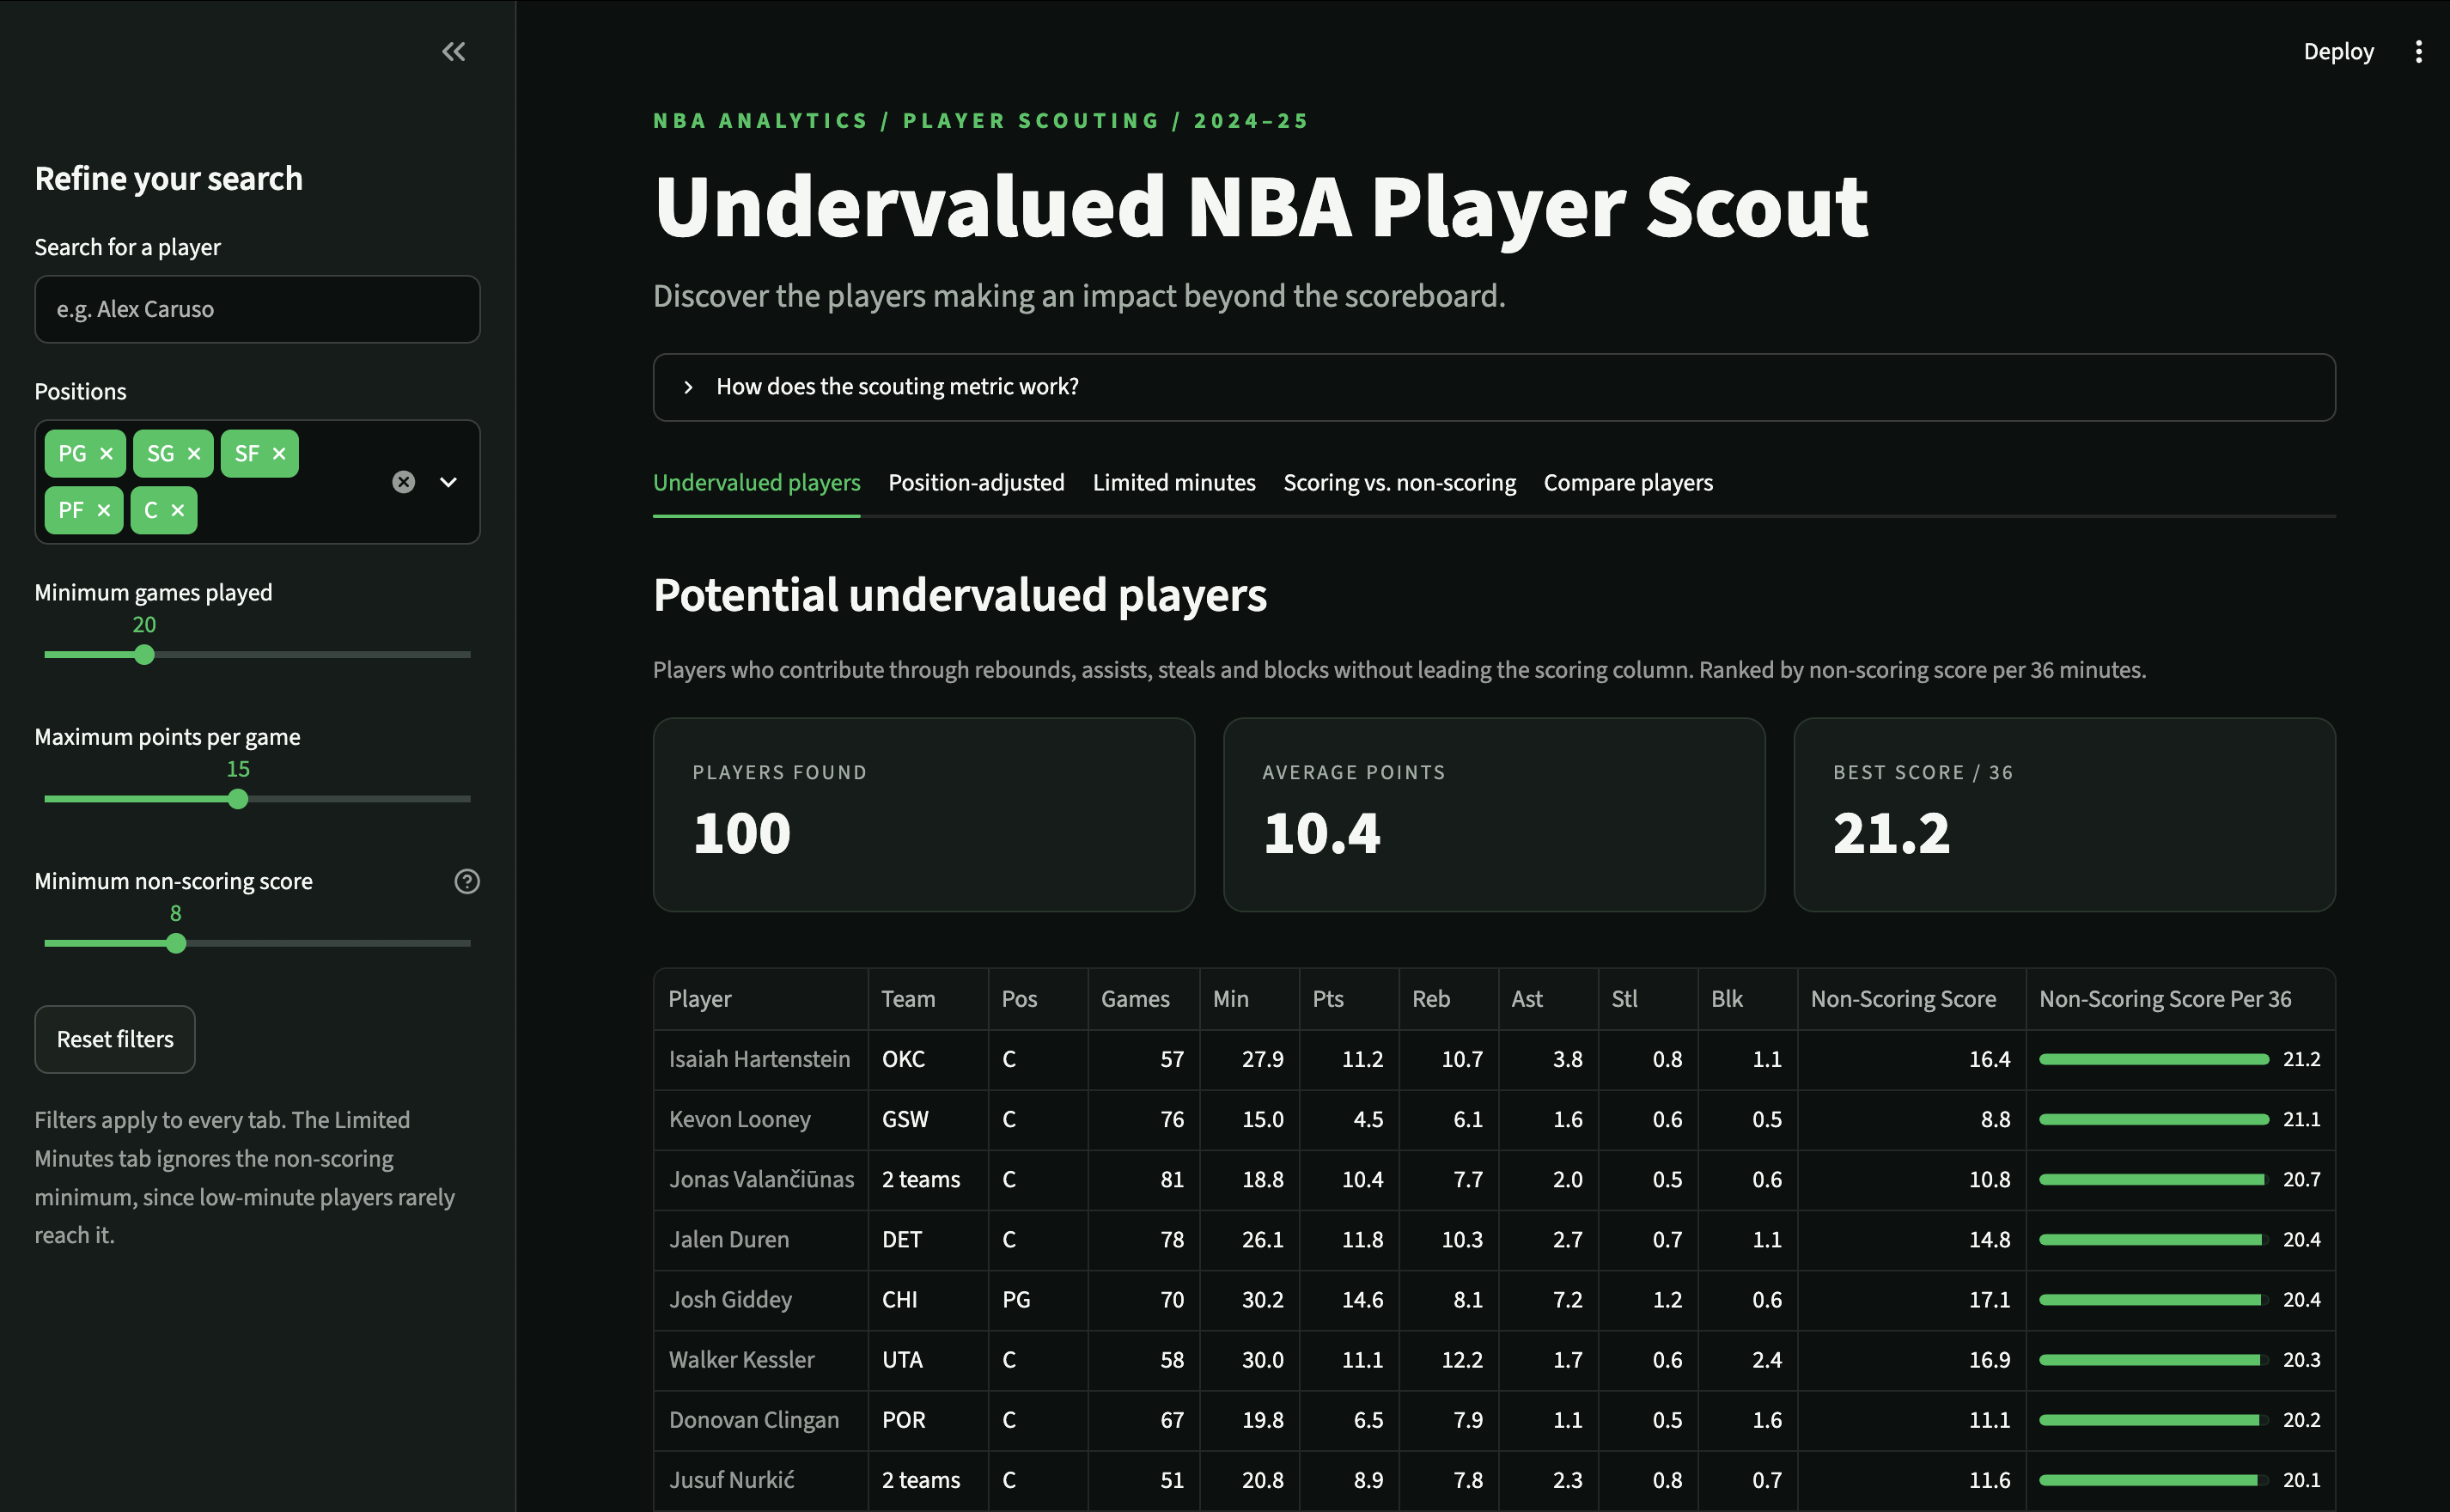 Deploy
Refine your search
Search for a player
e.g. Alex Caruso
Positions
PG SG SF
PF C
Minimum games played
20
Maximum points per game
15
Minimum non-scoring score
8
Reset filters
Filters apply to every tab. The Limited
Minutes tab ignores the non-scoring
minimum, since low-minute players rarely
reach it.
NBA ANALYTICS / PLAYER SCOUTING / 2024–25
Undervalued NBA Player Scout
Discover the players making an impact beyond the scoreboard.
How does the scouting metric work?
Undervalued players Position-adjusted Limited minutes Scoring vs. non-scoring Compare players
Potential undervalued players
Players who contribute through rebounds, assists, steals and blocks without leading the scoring column. Ranked by non-scoring score per 36 minutes.
PLAYERS FOUND
100
AVERAGE POINTS
10.4
BEST SCORE / 36
21.2
Player Team Pos Games Min Pts Reb Ast Stl Blk Non-Scoring Score Non-Scoring Score Per 36
Isaiah Hartenstein OKC C 57 27.9 11.2 10.7 3.8 0.8 1.1 16.4 21.2
Kevon Looney GSW C 76 15.0 4.5 6.1 1.6 0.6 0.5 8.8 21.1
Jonas Valančiūnas 2 teams C 81 18.8 10.4 7.7 2.0 0.5 0.6 10.8 20.7
Jalen Duren DET C 78 26.1 11.8 10.3 2.7 0.7 1.1 14.8 20.4
Josh Giddey CHI PG 70 30.2 14.6 8.1 7.2 1.2 0.6 17.1 20.4
Walker Kessler UTA C 58 30.0 11.1 12.2 1.7 0.6 2.4 16.9 20.3
Donovan Clingan POR C 67 19.8 6.5 7.9 1.1 0.5 1.6 11.1 20.2
Jusuf Nurkić 2 teams C 51 20.8 8.9 7.8 2.3 0.8 0.7 11.6 20.1